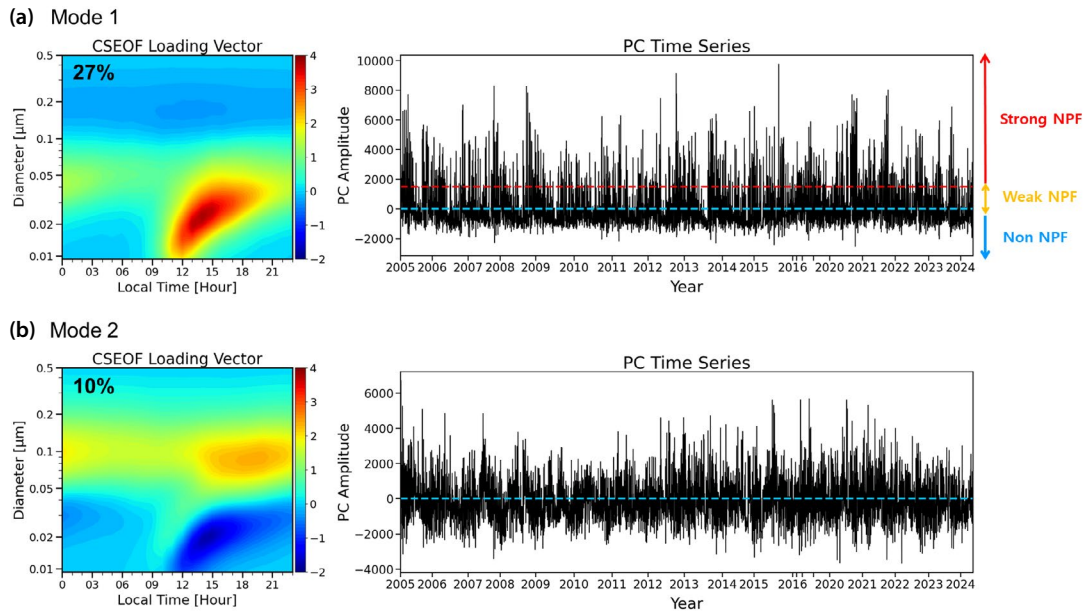 (a) Mode 1
CSEOF Loading Vector
27%
Diameter [μm]
0.5
0.2
0.1
0.05
0.02
0.01
0 03 06 09 12 15 18 21
Local Time [Hour]
4
3
2
1
0
−1
−2
PC Time Series
PC Amplitude
10000
8000
6000
4000
2000
0
−2000
2005 2006 2007 2008 2009 2010 2011 2012 2013 2014 2015 2016 2020 2021 2022 2023 2024
Year
Strong NPF
Weak NPF
Non NPF
(b) Mode 2
CSEOF Loading Vector
10%
Diameter [μm]
0.5
0.2
0.1
0.05
0.02
0.01
0 03 06 09 12 15 18 21
Local Time [Hour]
4
3
2
1
0
−1
−2
PC Time Series
PC Amplitude
6000
4000
2000
0
−2000
−4000
2005 2006 2007 2008 2009 2010 2011 2012 2013 2014 2015 2016 2020 2021 2022 2023 2024
Year